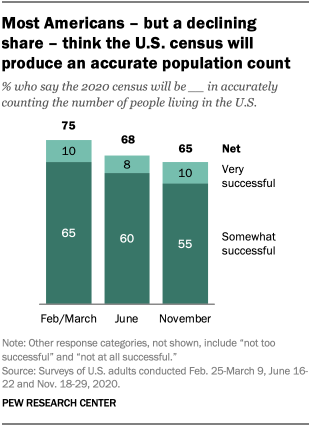 Most Americans – but a declining
share – think the U.S. census will
produce an accurate population count
% who say the 2020 census will be __ in accurately
counting the number of people living in the U.S.
75
68
65
Net
10
8
10
Very
successful
65
60
55
Somewhat
successful
Feb/March
June
November
Note: Other response categories, not shown, include “not too
successful” and “not at all successful.”
Source: Surveys of U.S. adults conducted Feb. 25-March 9, June 16-
22 and Nov. 18-29, 2020.
PEW RESEARCH CENTER